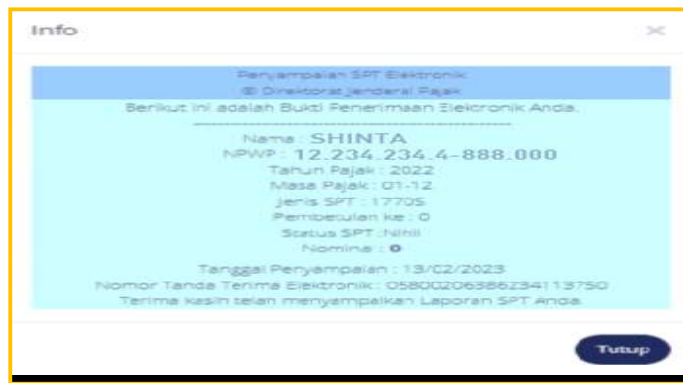 Info
Penyampaian SPT Elektronik
© Direktorat Jenderal Pajak
Berikut ini adalah Bukti Penerimaan Elektronik Anda.
Nama : SHINTA
NPWP : 12.234.234.4-888.000
Tahun Pajak : 2022
Masa Pajak : 01-12
Jenis SPT : 1770S
Pembetulan ke : 0
Status SPT :Nihil
Nominal : 0
Tanggal Penyampaian : 13/02/2023
Nomor Tanda Terima Elektronik : 05800206386234113750
Terima kasih telah menyampaikan Laporan SPT Anda.
Tutup